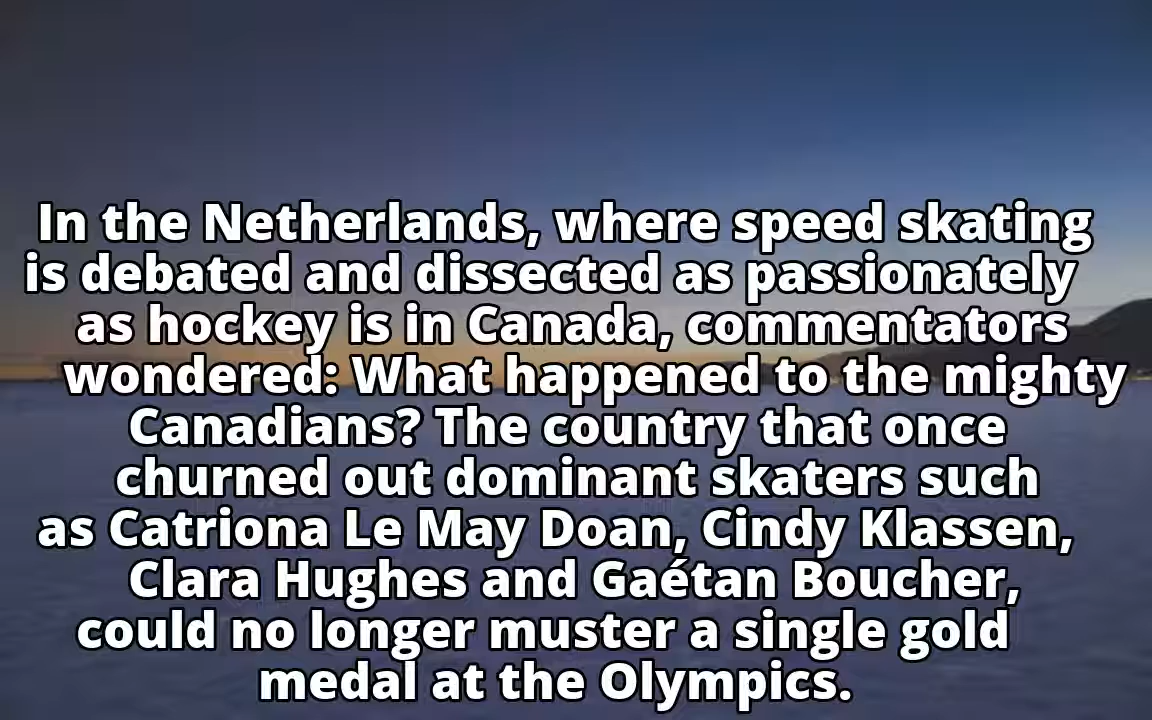 In the Netherlands, where speed skating
is debated and dissected as passionately
as hockey is in Canada, commentators
wondered: What happened to the mighty
Canadians? The country that once
churned out dominant skaters such
as Catriona Le May Doan, Cindy Klassen,
Clara Hughes and Gaétan Boucher,
could no longer muster a single gold
medal at the Olympics.